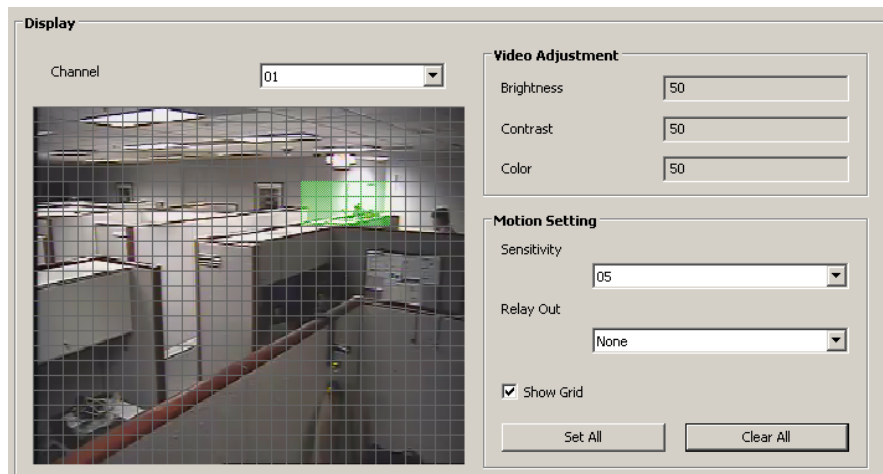 Display
Channel
01
Video Adjustment
Brightness
50
Contrast
50
Color
50
Motion Setting
Sensitivity
05
Relay Out
None
Show Grid
Set All
Clear All